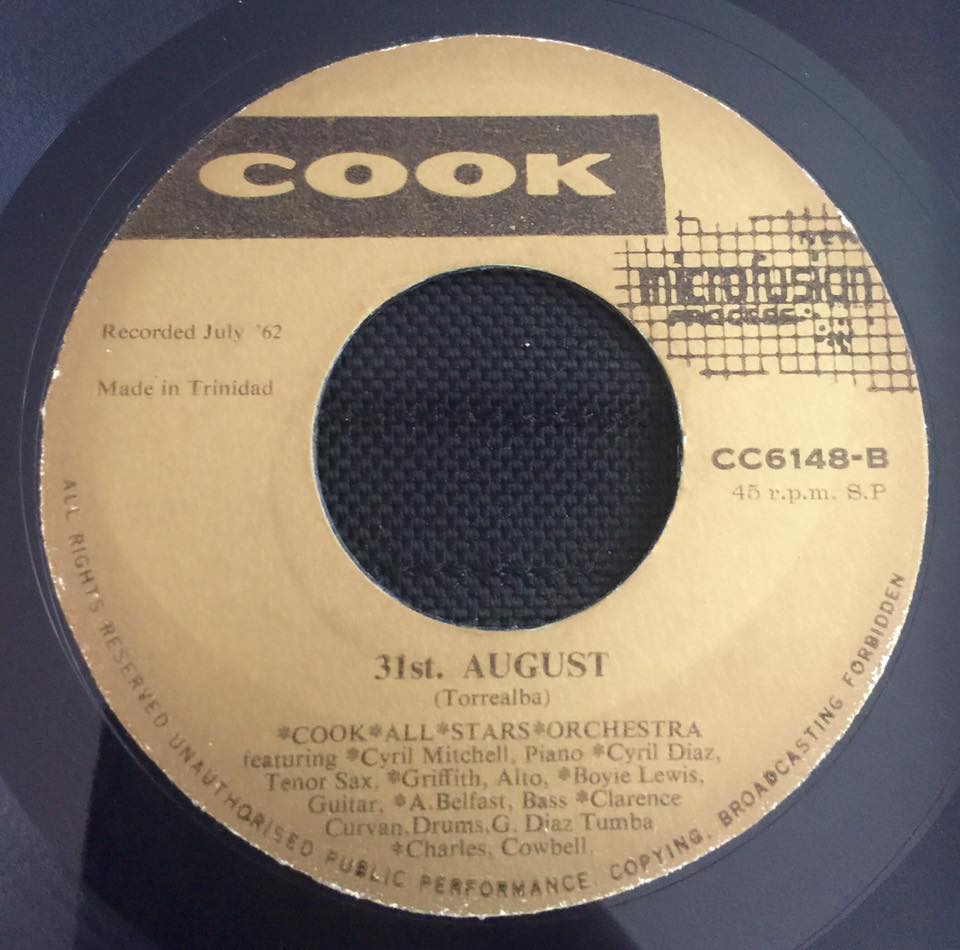 COOK
NEW
microfusion
process
Recorded July '62
Made in Trinidad
CC6148-B
45 r.p.m. S.P
31st. AUGUST
(Torrealba)
*COOK*ALL*STARS*ORCHESTRA
featuring *Cyril Mitchell, Piano *Cyril Diaz,
Tenor Sax, *Griffith, Alto, *Boyie Lewis,
Guitar, *A.Belfast, Bass *Clarence
Curvan,Drums,G. Diaz Tumba
*Charles, Cowbell.
ALL RIGHTS RESERVED UNAUTHORISED PUBLIC PERFORMANCE. COPYING. BROADCASTING FORBIDDEN